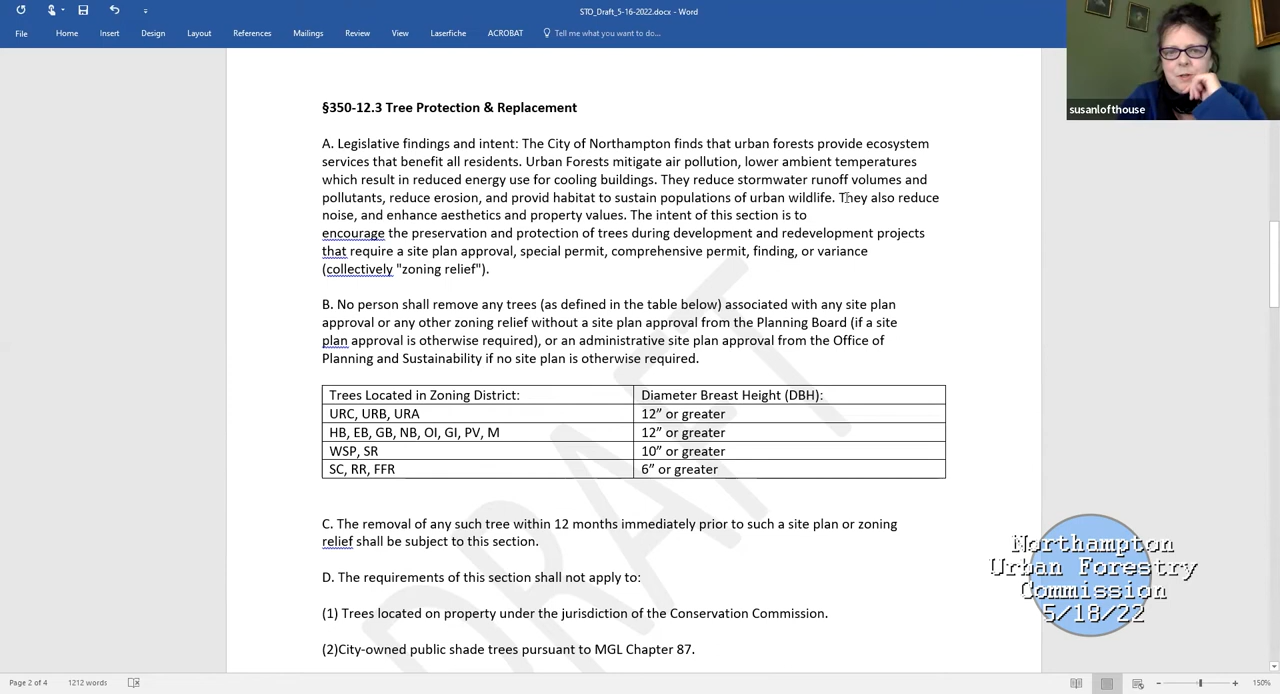 STO_Draft_5-16-2022.docx - Word
File Home Insert Design Layout References Mailings Review View Laserfiche ACROBAT Tell me what you want to do...
susanlofthouse
§350-12.3 Tree Protection & Replacement
A. Legislative findings and intent: The City of Northampton finds that urban forests provide ecosystem
services that benefit all residents. Urban Forests mitigate air pollution, lower ambient temperatures
which result in reduced energy use for cooling buildings. They reduce stormwater runoff volumes and
pollutants, reduce erosion, and provid habitat to sustain populations of urban wildlife. They also reduce
noise, and enhance aesthetics and property values. The intent of this section is to
encourage the preservation and protection of trees during development and redevelopment projects
that require a site plan approval, special permit, comprehensive permit, finding, or variance
(collectively "zoning relief").
B. No person shall remove any trees (as defined in the table below) associated with any site plan
approval or any other zoning relief without a site plan approval from the Planning Board (if a site
plan approval is otherwise required), or an administrative site plan approval from the Office of
Planning and Sustainability if no site plan is otherwise required.
Trees Located in Zoning District: Diameter Breast Height (DBH):
URC, URB, URA 12” or greater
HB, EB, GB, NB, OI, GI, PV, M 12” or greater
WSP, SR 10” or greater
SC, RR, FFR 6” or greater
C. The removal of any such tree within 12 months immediately prior to such a site plan or zoning
relief shall be subject to this section.
D. The requirements of this section shall not apply to:
(1) Trees located on property under the jurisdiction of the Conservation Commission.
(2)City-owned public shade trees pursuant to MGL Chapter 87.
DRAFT
Northampton
Urban Forestry
Commission
5/18/22
Page 2 of 4 1212 words 150%